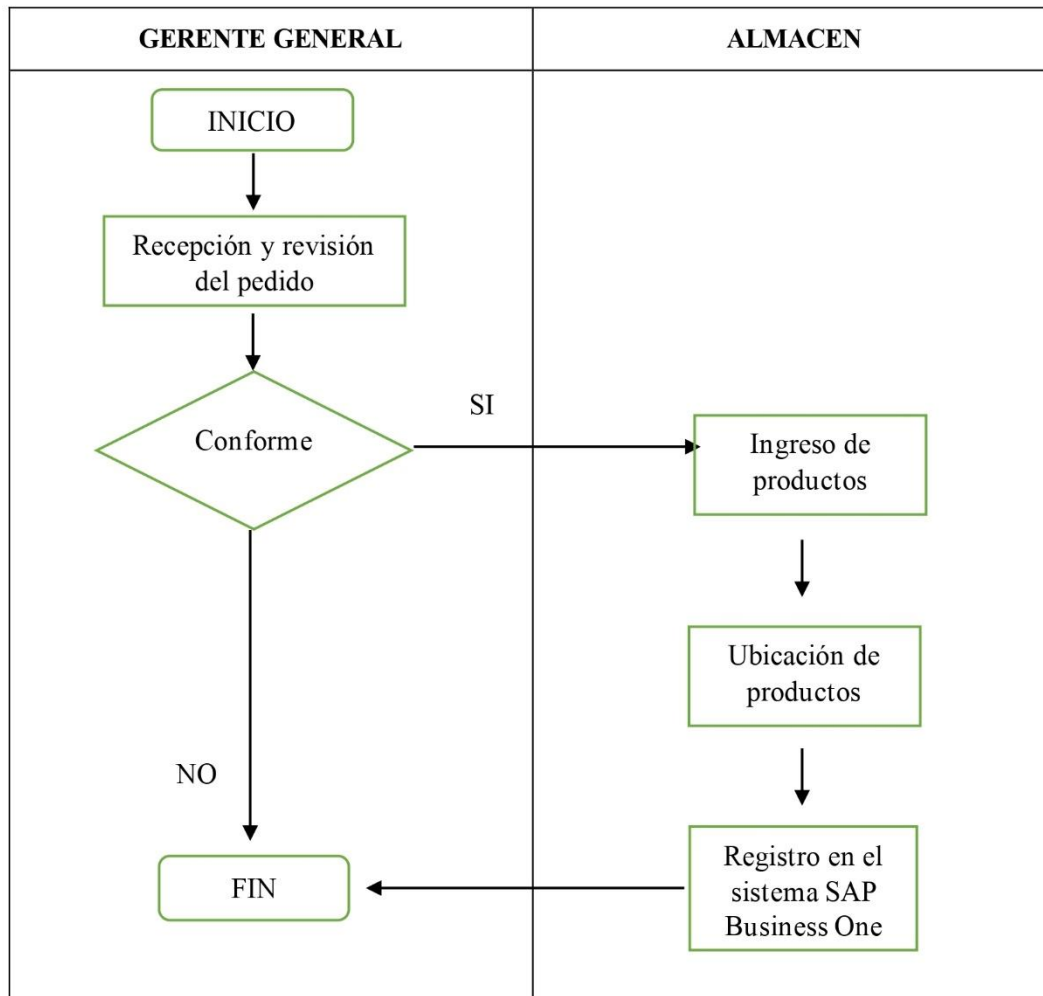 GERENTE GENERAL
ALMACEN
INICIO
Recepción y revisión
del pedido
Conforme
SI
Ingreso de
productos
Ubicación de
productos
NO
Registro en el
sistema SAP
Business One
FIN